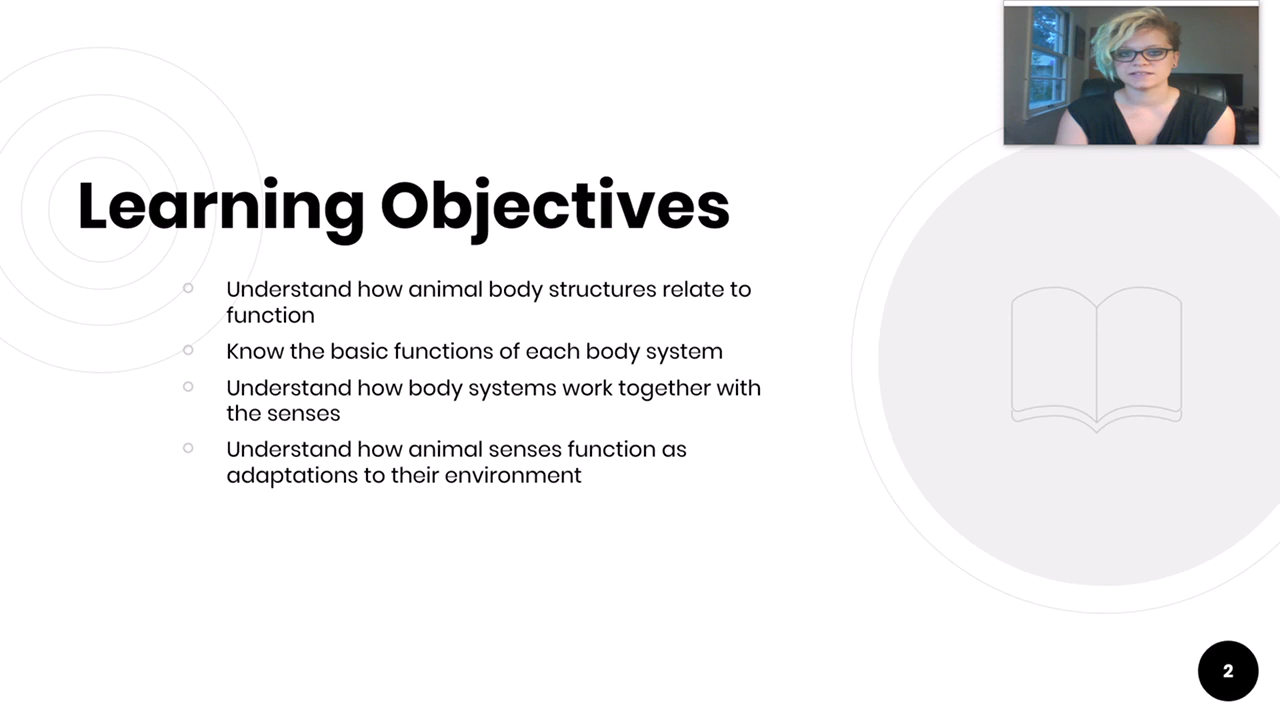 Learning Objectives
Understand how animal body structures relate to
function
Know the basic functions of each body system
Understand how body systems work together with
the senses
Understand how animal senses function as
adaptations to their environment
2